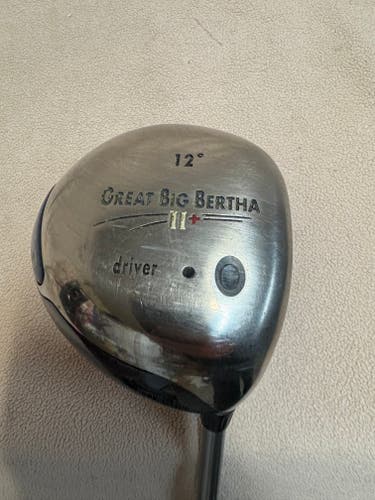 12°
GREAT BIG BERTHA
II+
driver